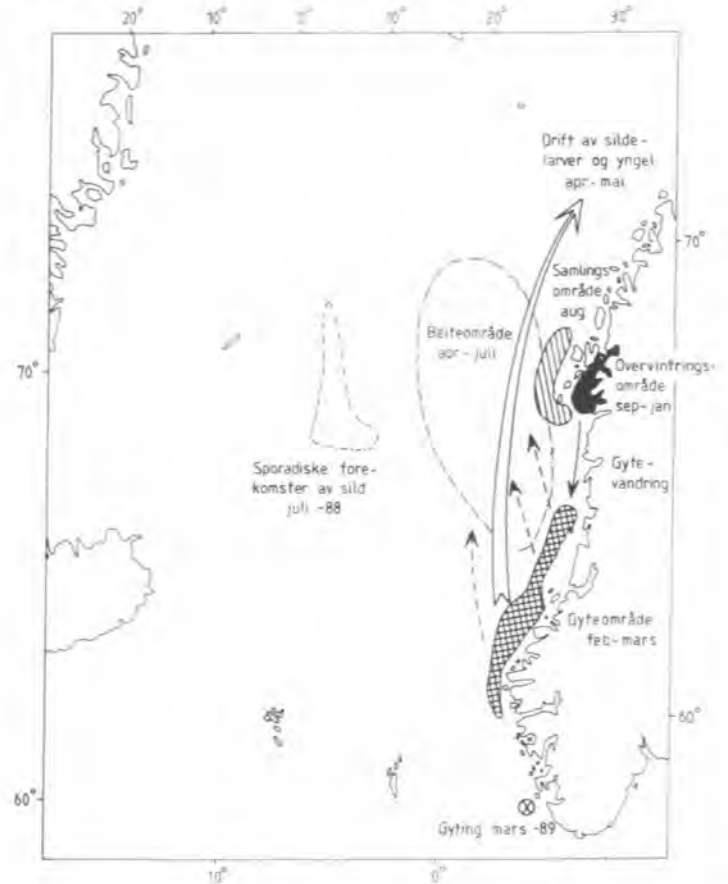 20° 10° 0° 10° 20° 30°
Drift av silde-
larver og yngel
apr-mai
70°
Samlings-
område
aug
Beiteområde
apr-juli
Overvintrings-
område
sep-jan
70°
Sporadiske fore-
komster av sild
juli -88
Gyte-
vandring
Gyteområde
feb-mars
60°
60°
Gyting mars -89
10° 0°